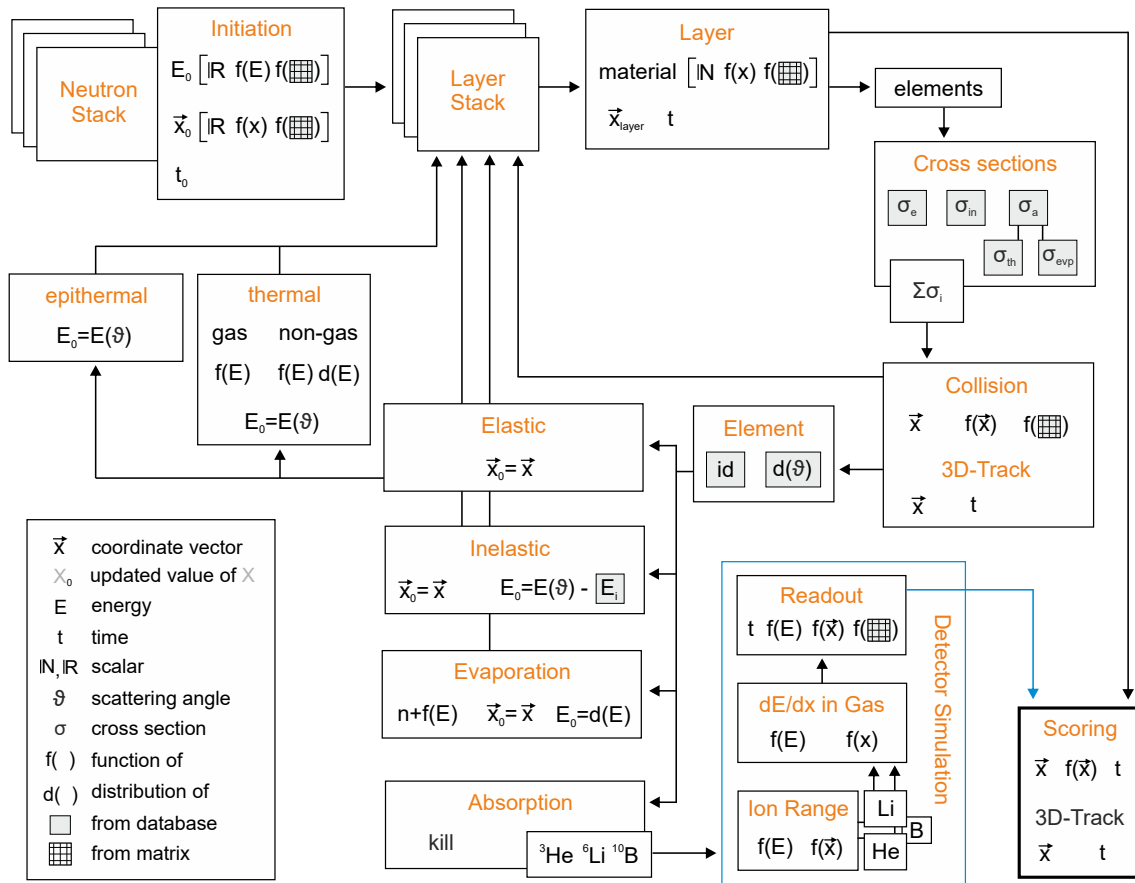 Neutron
Stack
Initiation
E₀ [ℝ f(E) f(▦)]
x⃗₀ [ℝ f(x) f(▦)]
t₀
Layer
Stack
Layer
material [ℕ f(x) f(▦)]
x⃗layer t
elements
Cross sections
σe σin σa
σth σevp
Σσi
epithermal
E₀=E(ϑ)
thermal
gas non-gas
f(E) f(E) d(E)
E₀=E(ϑ)
Collision
x⃗ f(x⃗) f(▦)
3D-Track
x⃗ t
Element
id d(ϑ)
Elastic
x⃗₀= x⃗
Inelastic
x⃗₀= x⃗ E₀=E(ϑ) - Ei
Evaporation
n+f(E) x⃗₀= x⃗ E₀=d(E)
Absorption
kill
³He ⁶Li ¹⁰B
Detector Simulation
Readout
t f(E) f(x⃗) f(▦)
dE/dx in Gas
f(E) f(x)
Ion Range
f(E) f(x⃗)
Li
B
He
Scoring
x⃗ f(x⃗) t
3D-Track
x⃗ t
x⃗ coordinate vector
X₀ updated value of X
E energy
t time
ℕ,ℝ scalar
ϑ scattering angle
σ cross section
f( ) function of
d( ) distribution of
from database
from matrix